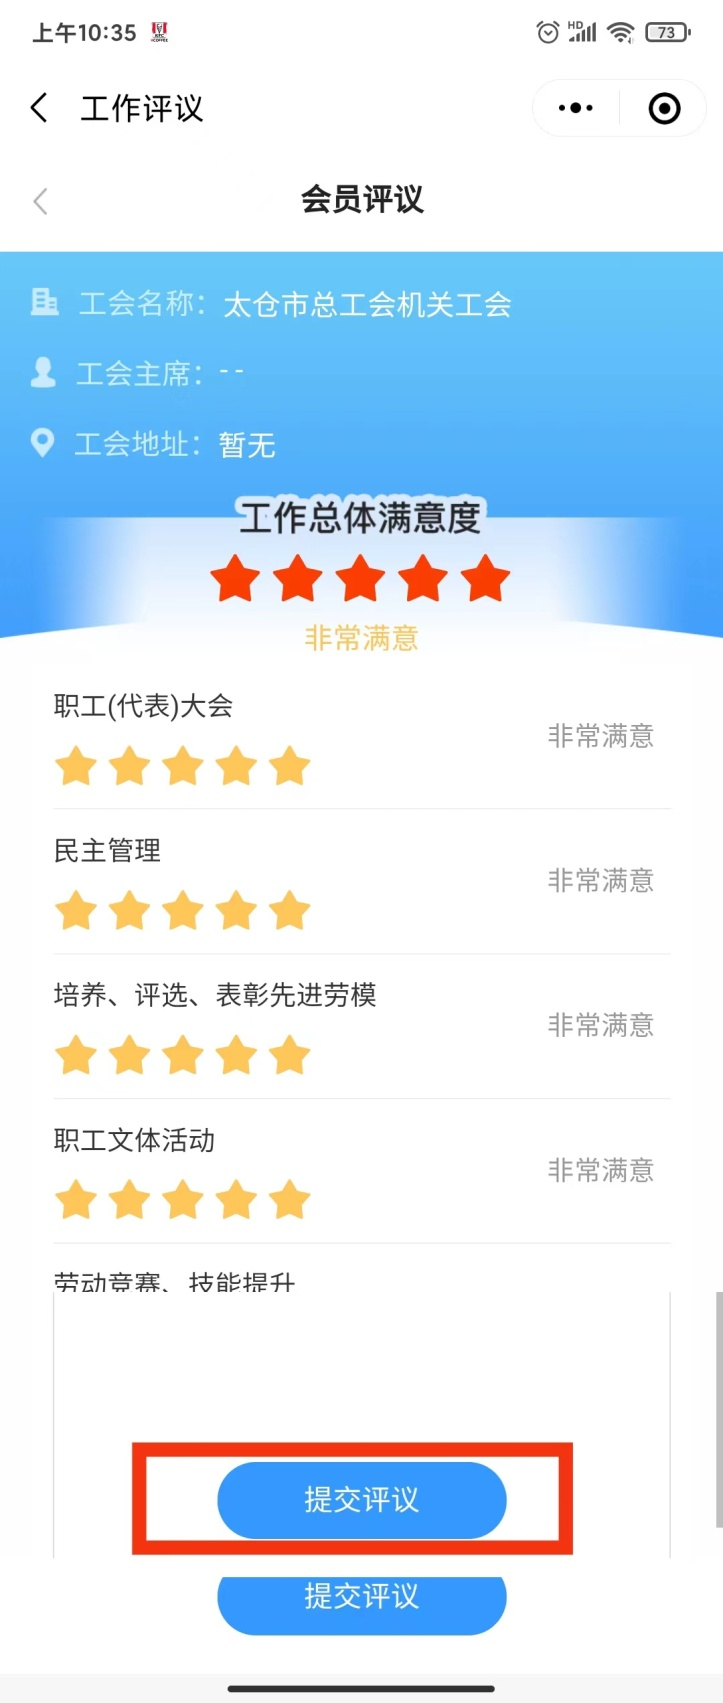 上午10:35
HD
73
工作评议
会员评议
工会名称：太仓市总工会机关工会
工会主席：--
工会地址：暂无
工作总体满意度
非常满意
职工(代表)大会
非常满意
民主管理
非常满意
培养、评选、表彰先进劳模
非常满意
职工文体活动
非常满意
劳动竞赛、技能提升
提交评议
提交评议